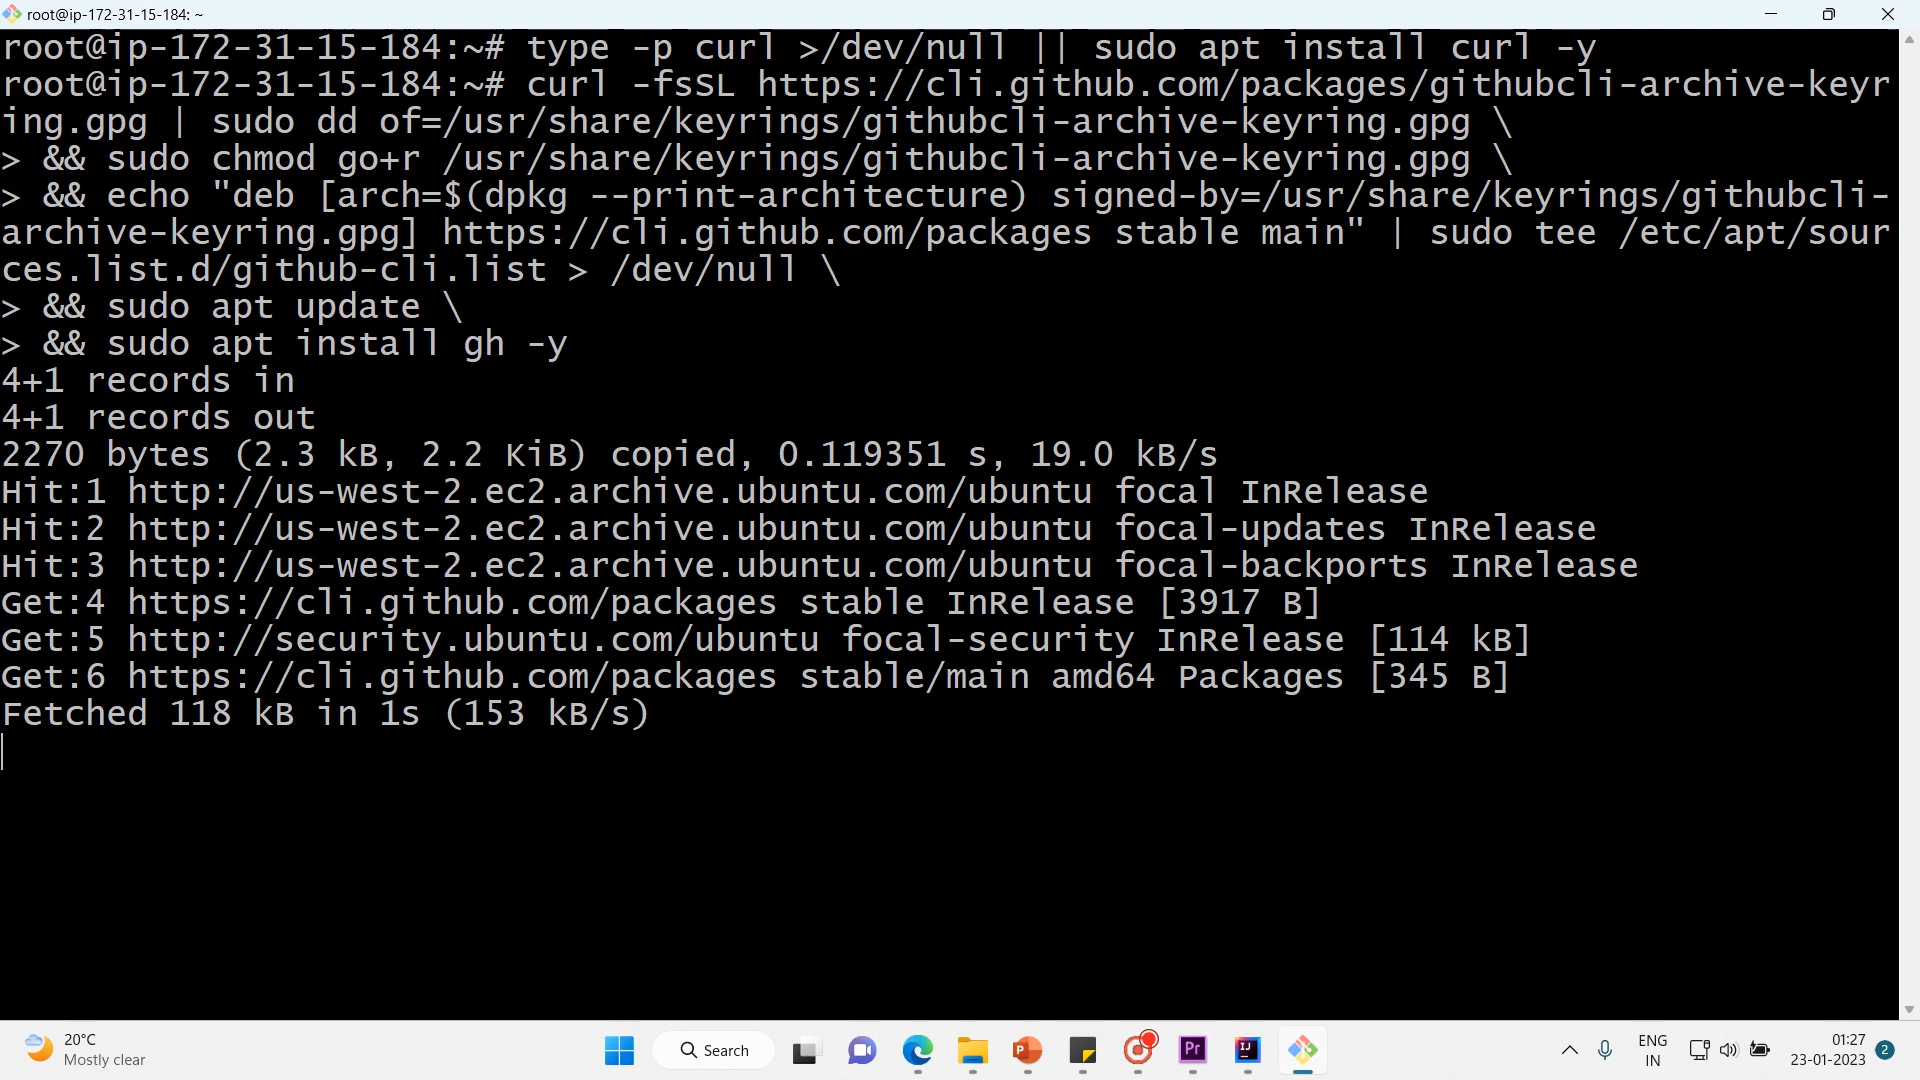 root@ip-172-31-15-184: ~
root@ip-172-31-15-184:~# type -p curl >/dev/null || sudo apt install curl -y
root@ip-172-31-15-184:~# curl -fsSL https://cli.github.com/packages/githubcli-archive-keyr
ing.gpg | sudo dd of=/usr/share/keyrings/githubcli-archive-keyring.gpg \
> && sudo chmod go+r /usr/share/keyrings/githubcli-archive-keyring.gpg \
> && echo "deb [arch=$(dpkg --print-architecture) signed-by=/usr/share/keyrings/githubcli-
archive-keyring.gpg] https://cli.github.com/packages stable main" | sudo tee /etc/apt/sour
ces.list.d/github-cli.list > /dev/null \
> && sudo apt update \
> && sudo apt install gh -y
4+1 records in
4+1 records out
2270 bytes (2.3 kB, 2.2 KiB) copied, 0.119351 s, 19.0 kB/s
Hit:1 http://us-west-2.ec2.archive.ubuntu.com/ubuntu focal InRelease
Hit:2 http://us-west-2.ec2.archive.ubuntu.com/ubuntu focal-updates InRelease
Hit:3 http://us-west-2.ec2.archive.ubuntu.com/ubuntu focal-backports InRelease
Get:4 https://cli.github.com/packages stable InRelease [3917 B]
Get:5 http://security.ubuntu.com/ubuntu focal-security InRelease [114 kB]
Get:6 https://cli.github.com/packages stable/main amd64 Packages [345 B]
Fetched 118 kB in 1s (153 kB/s)
20°C
Mostly clear
Search
P
Pr
IJ
ENG
IN
01:27
23-01-2023
2